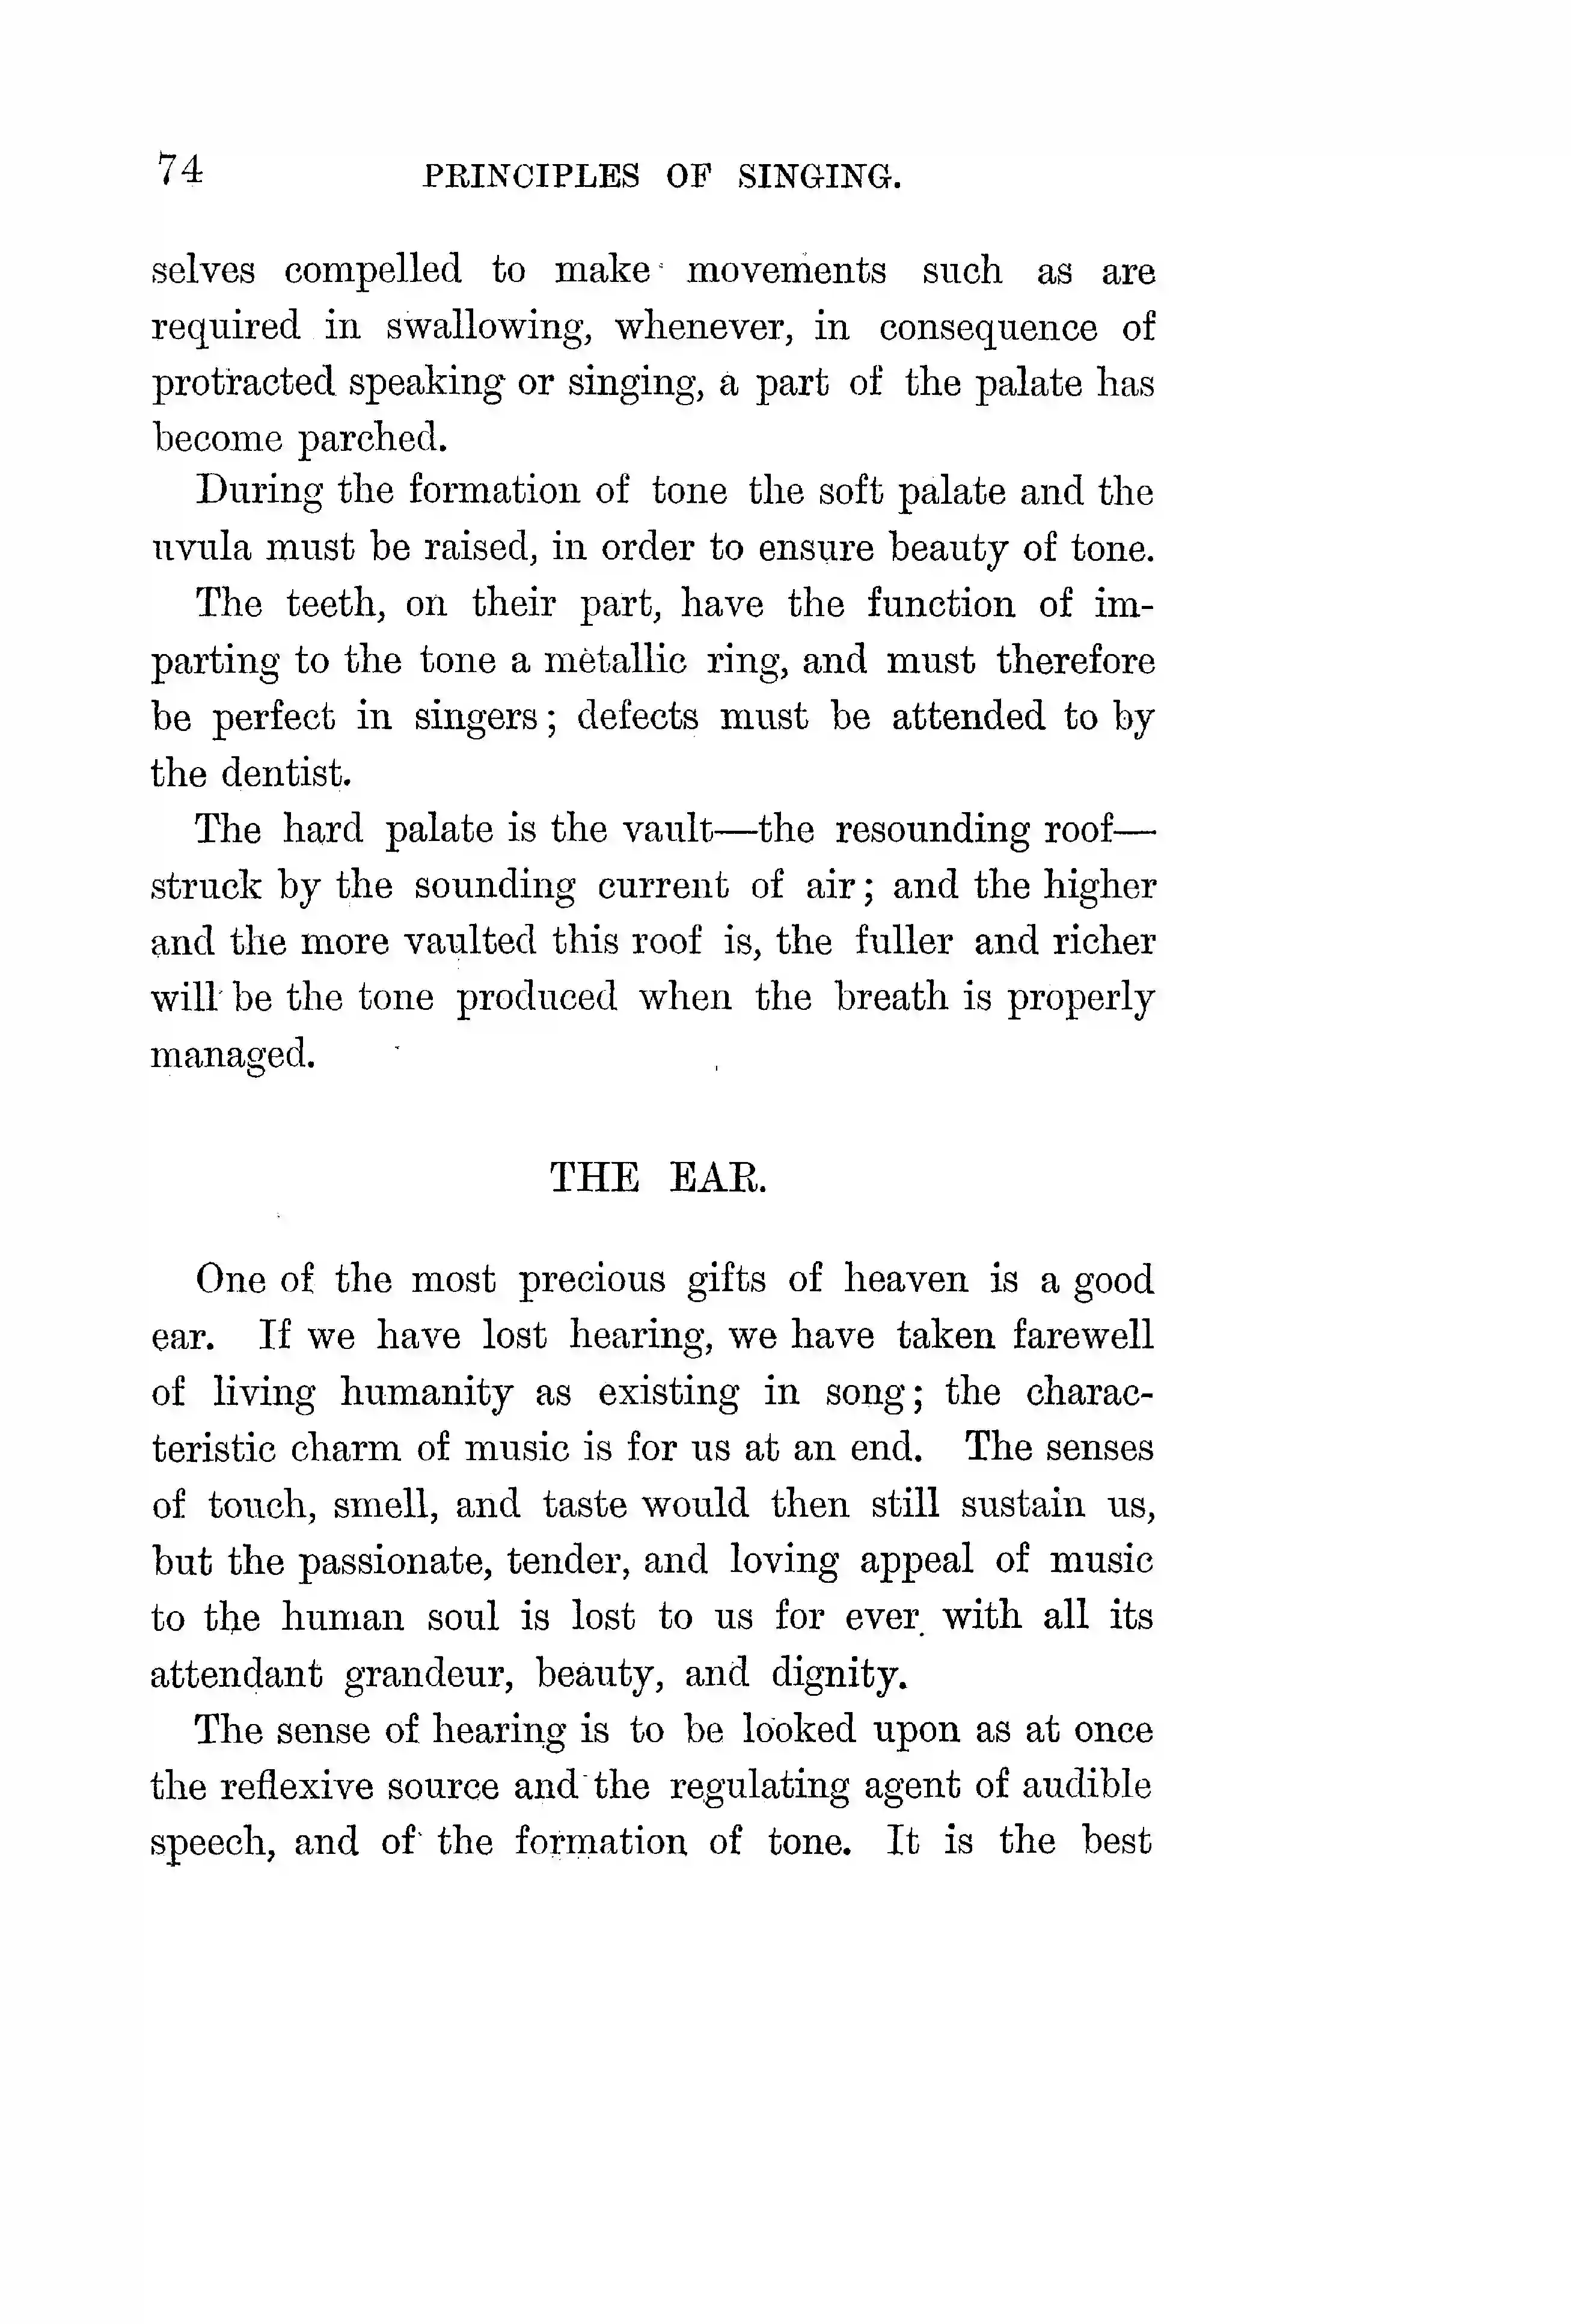 74 PRINCIPLES OF SINGING.
selves compelled to make movements such as are
required in swallowing, whenever, in consequence of
protracted speaking or singing, a part of the palate has
become parched.
During the formation of tone the soft palate and the
uvula must be raised, in order to ensure beauty of tone.
The teeth, on their part, have the function of im-
parting to the tone a metallic ring, and must therefore
be perfect in singers; defects must be attended to by
the dentist.
The hard palate is the vault—the resounding roof—
struck by the sounding current of air; and the higher
and the more vaulted this roof is, the fuller and richer
will be the tone produced when the breath is properly
managed.
THE EAR.
One of the most precious gifts of heaven is a good
ear. If we have lost hearing, we have taken farewell
of living humanity as existing in song; the charac-
teristic charm of music is for us at an end. The senses
of touch, smell, and taste would then still sustain us,
but the passionate, tender, and loving appeal of music
to the human soul is lost to us for ever with all its
attendant grandeur, beauty, and dignity.
The sense of hearing is to be looked upon as at once
the reflexive source and the regulating agent of audible
speech, and of the formation of tone. It is the best